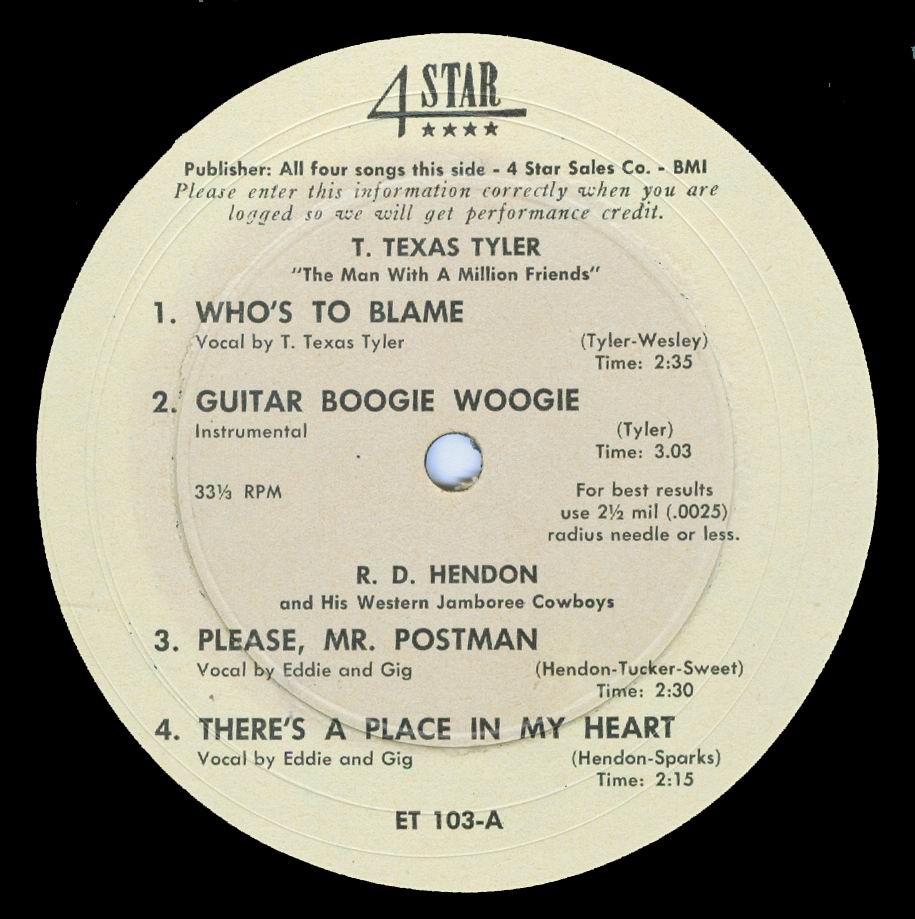 4 STAR
★★★★
Publisher: All four songs this side - 4 Star Sales Co. - BMI
Please enter this information correctly when you are
logged so we will get performance credit.
T. TEXAS TYLER
"The Man With A Million Friends"
1. WHO'S TO BLAME
Vocal by T. Texas Tyler (Tyler-Wesley)
Time: 2:35
2. GUITAR BOOGIE WOOGIE
Instrumental (Tyler)
Time: 3.03
33⅓ RPM For best results
use 2½ mil (.0025)
radius needle or less.
R. D. HENDON
and His Western Jamboree Cowboys
3. PLEASE, MR. POSTMAN
Vocal by Eddie and Gig (Hendon-Tucker-Sweet)
Time: 2:30
4. THERE'S A PLACE IN MY HEART
Vocal by Eddie and Gig (Hendon-Sparks)
Time: 2:15
ET 103-A